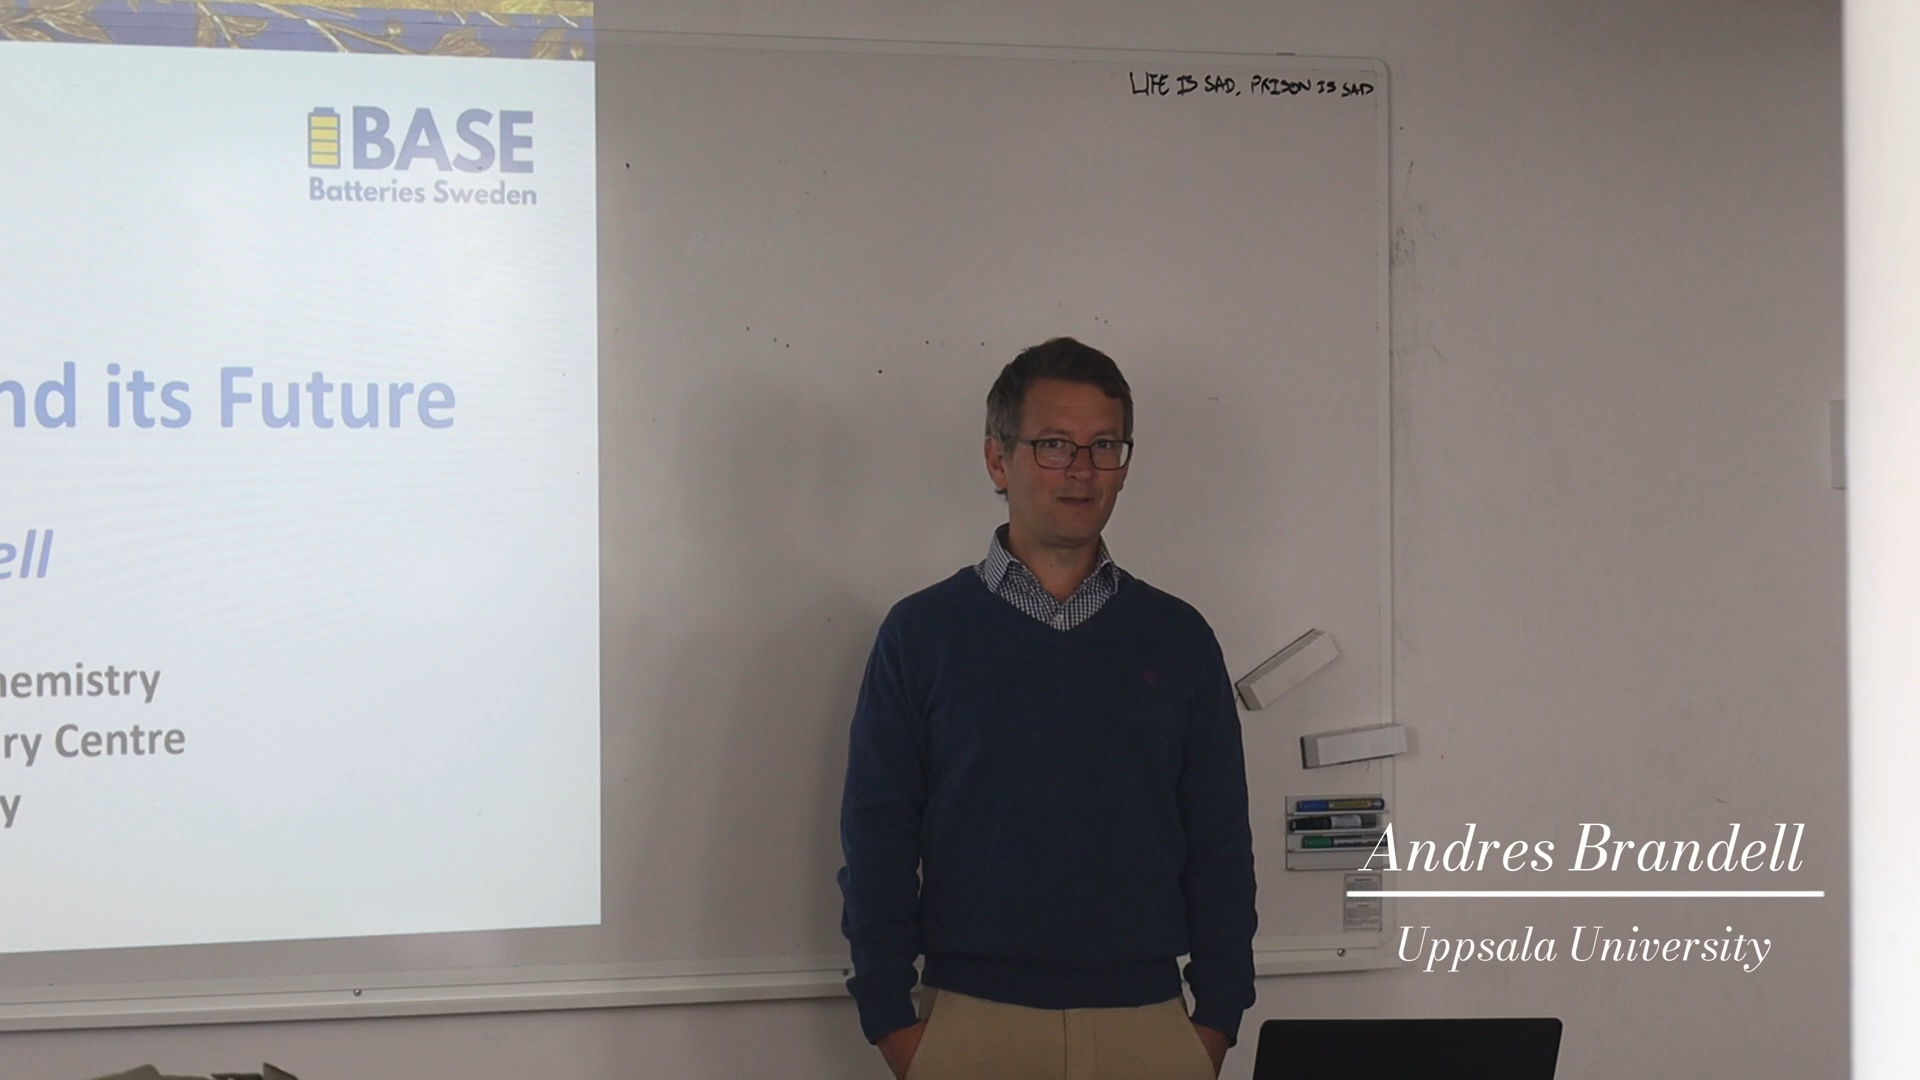 LIFE IS SAD, PRISON IS SAD
BASE
Batteries Sweden
nd its Future
ell
hemistry
ry Centre
y
Andres Brandell
Uppsala University